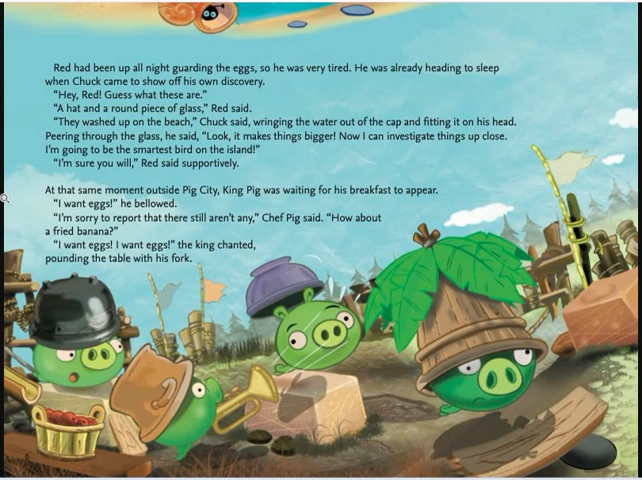 Red had been up all night guarding the eggs, so he was very tired. He was already heading to sleep
when Chuck came to show off his own discovery.
“Hey, Red! Guess what these are.”
“A hat and a round piece of glass,” Red said.
“They washed up on the beach,” Chuck said, wringing the water out of the cap and fitting it on his head.
Peering through the glass, he said, “Look, it makes things bigger! Now I can investigate things up close.
I’m going to be the smartest bird on the island!”
“I’m sure you will,” Red said supportively.
At that same moment outside Pig City, King Pig was waiting for his breakfast to appear.
“I want eggs!” he bellowed.
“I’m sorry to report that there still aren’t any,” Chef Pig said. “How about
a fried banana?”
“I want eggs! I want eggs!” the king chanted,
pounding the table with his fork.
6